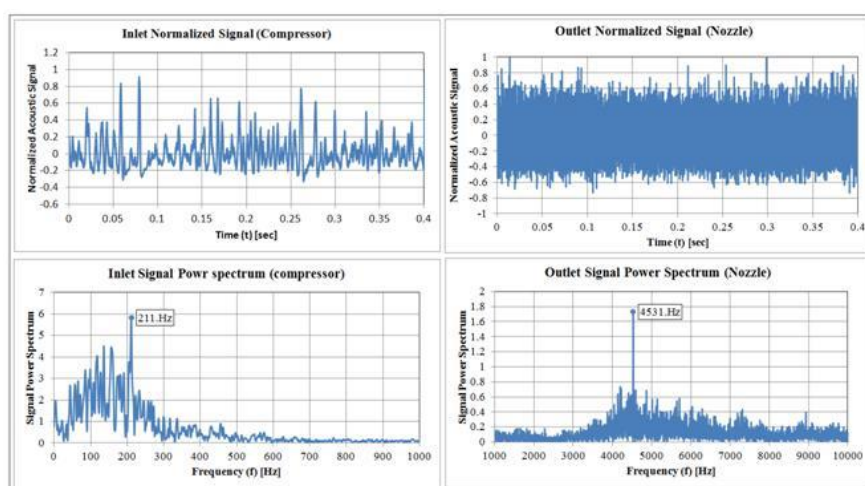 Inlet Normalized Signal (Compressor)
Normalized Acoustic Signal
1.2
1
0.8
0.6
0.4
0.2
0
-0.2
-0.4
-0.6
0 0.05 0.1 0.15 0.2 0.25 0.3 0.35 0.4
Time (t) [sec]
Outlet Normalized Signal (Nozzle)
Normalized Acoustic Signal
1
0.8
0.6
0.4
0.2
0
-0.2
-0.4
-0.6
-0.8
-1
0 0.05 0.1 0.15 0.2 0.25 0.3 0.35 0.4
Time (t) [sec]
Inlet Signal Powr spectrum (compressor)
Signal Power Spectrum
7
6
5
4
3
2
1
0
211.Hz
0 100 200 300 400 500 600 700 800 900 1000
Frequency (f) [Hz]
Outlet Signal Power Spectrum (Nozzle)
Signal Power Spectrum
2
1.8
1.6
1.4
1.2
1
0.8
0.6
0.4
0.2
0
4531.Hz
1000 2000 3000 4000 5000 6000 7000 8000 9000 10000
Frequency (f) [Hz]